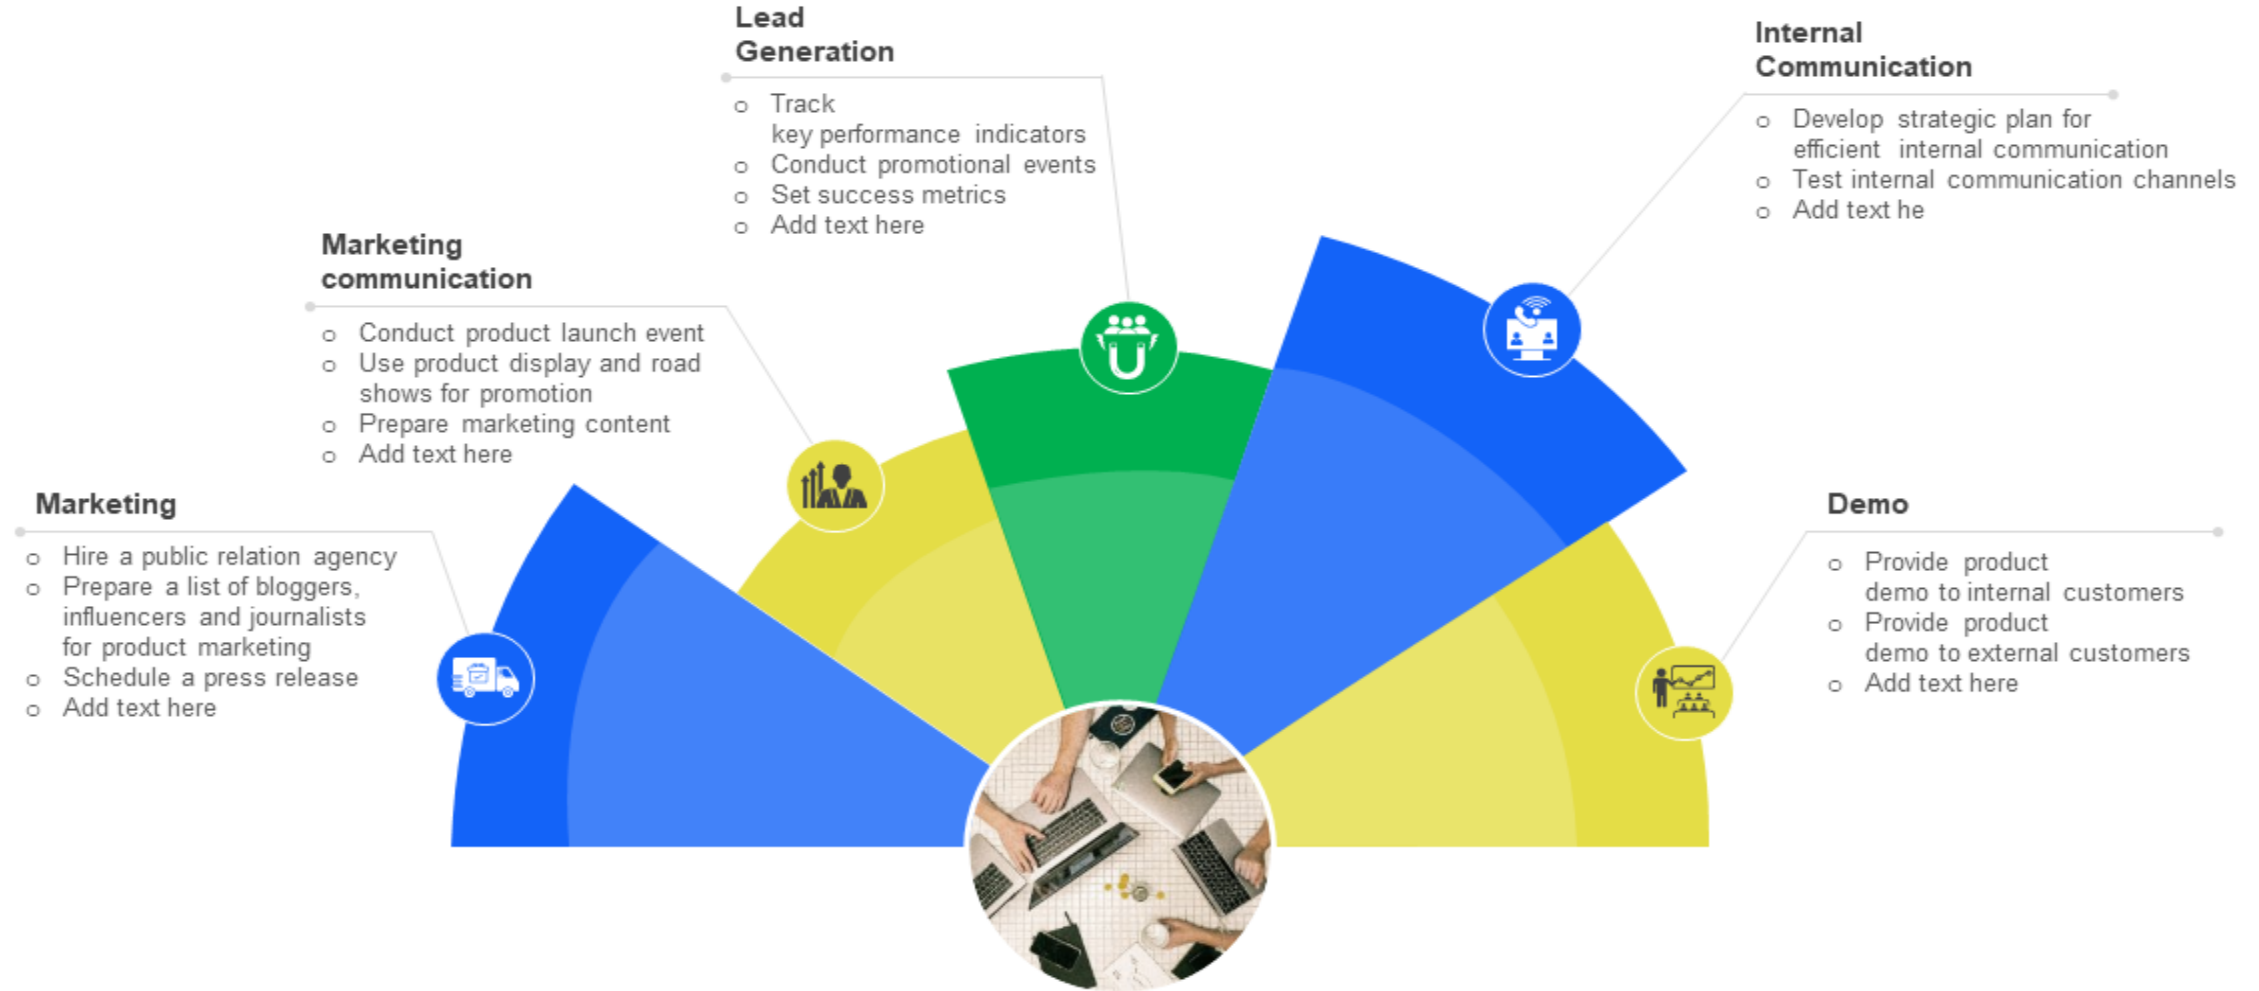 Lead
Generation
o Track
key performance indicators
o Conduct promotional events
o Set success metrics
o Add text here
Internal
Communication
o Develop strategic plan for
efficient internal communication
o Test internal communication channels
o Add text he
Marketing
communication
o Conduct product launch event
o Use product display and road
shows for promotion
o Prepare marketing content
o Add text here
Marketing
o Hire a public relation agency
o Prepare a list of bloggers,
influencers and journalists
for product marketing
o Schedule a press release
o Add text here
Demo
o Provide product
demo to internal customers
o Provide product
demo to external customers
o Add text here